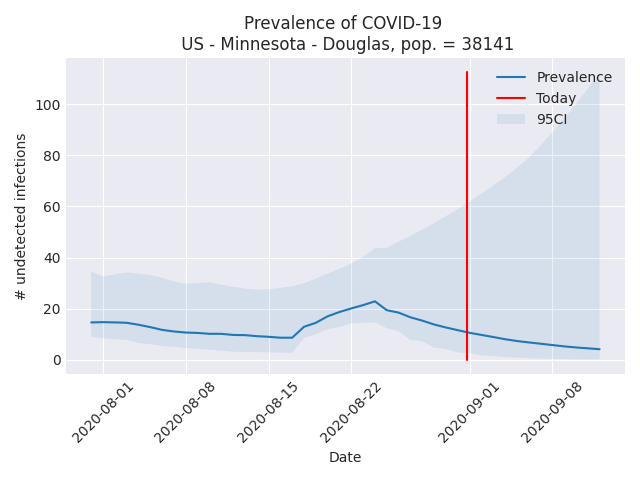 Prevalence of COVID-19
US - Minnesota - Douglas, pop. = 38141
Prevalence
Today
95CI
# undetected infections
100
80
60
40
20
0
2020-08-01
2020-08-08
2020-08-15
2020-08-22
2020-09-01
2020-09-08
Date